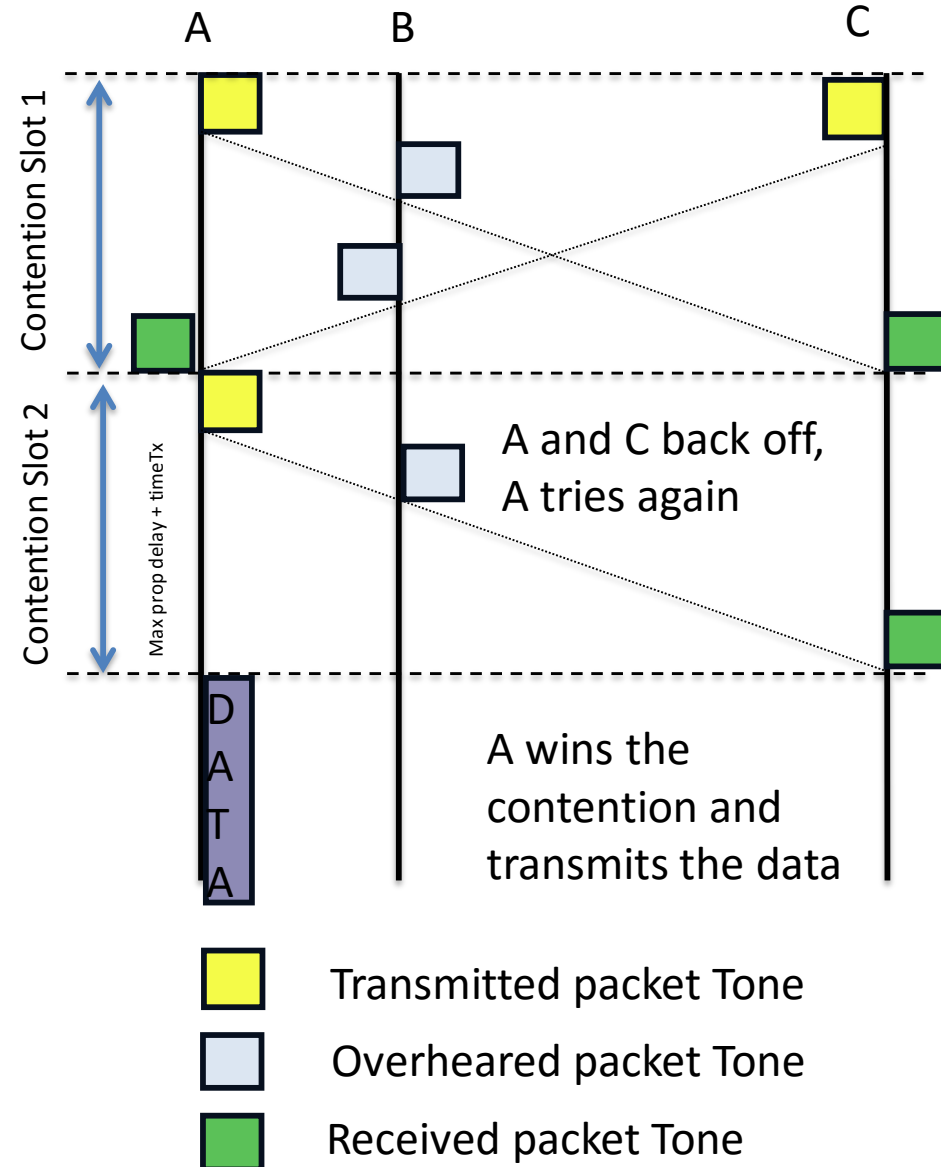 A
B
C
Contention Slot 1
Contention Slot 2
Max prop delay + timeTx
A and C back off,
A tries again
D
A
T
A
A wins the
contention and
transmits the data
Transmitted packet Tone
Overheared packet Tone
Received packet Tone